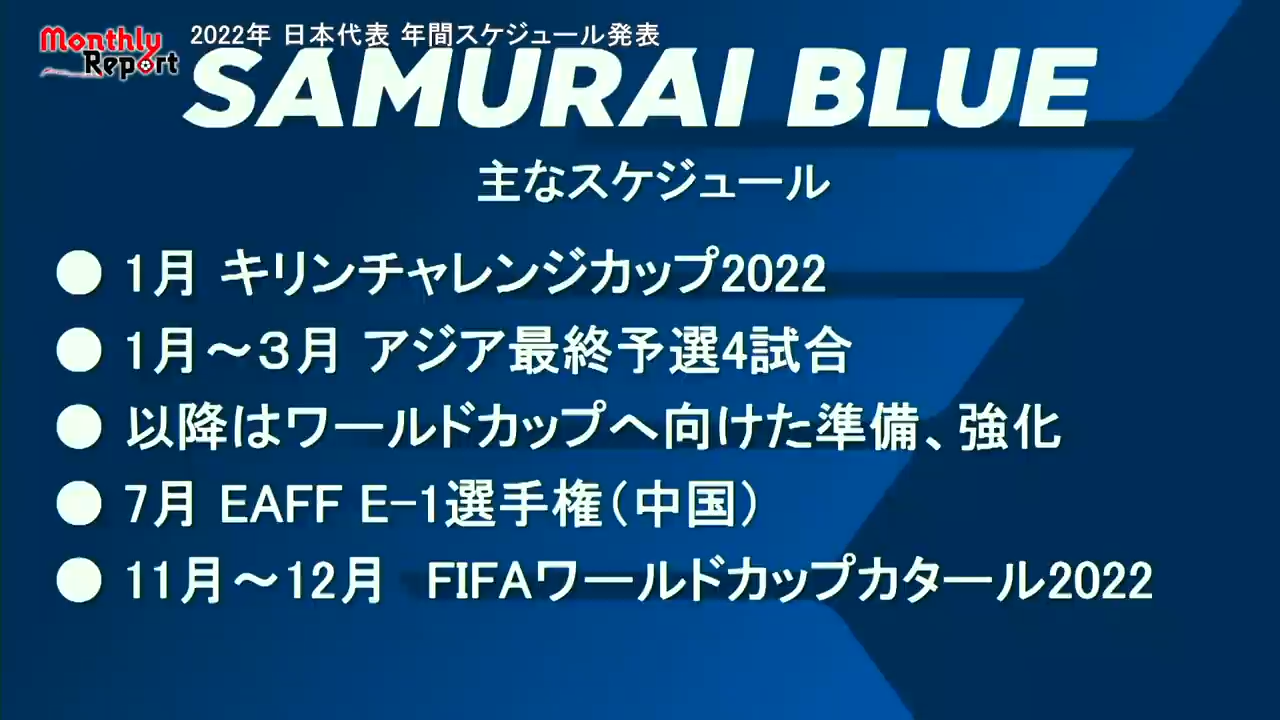 Monthly
Report
2022年 日本代表 年間スケジュール発表
SAMURAI BLUE
主なスケジュール
● 1月 キリンチャレンジカップ2022
● 1月～3月 アジア最終予選4試合
● 以降はワールドカップへ向けた準備、強化
● 7月 EAFF E-1選手権（中国）
● 11月～12月 FIFAワールドカップカタール2022